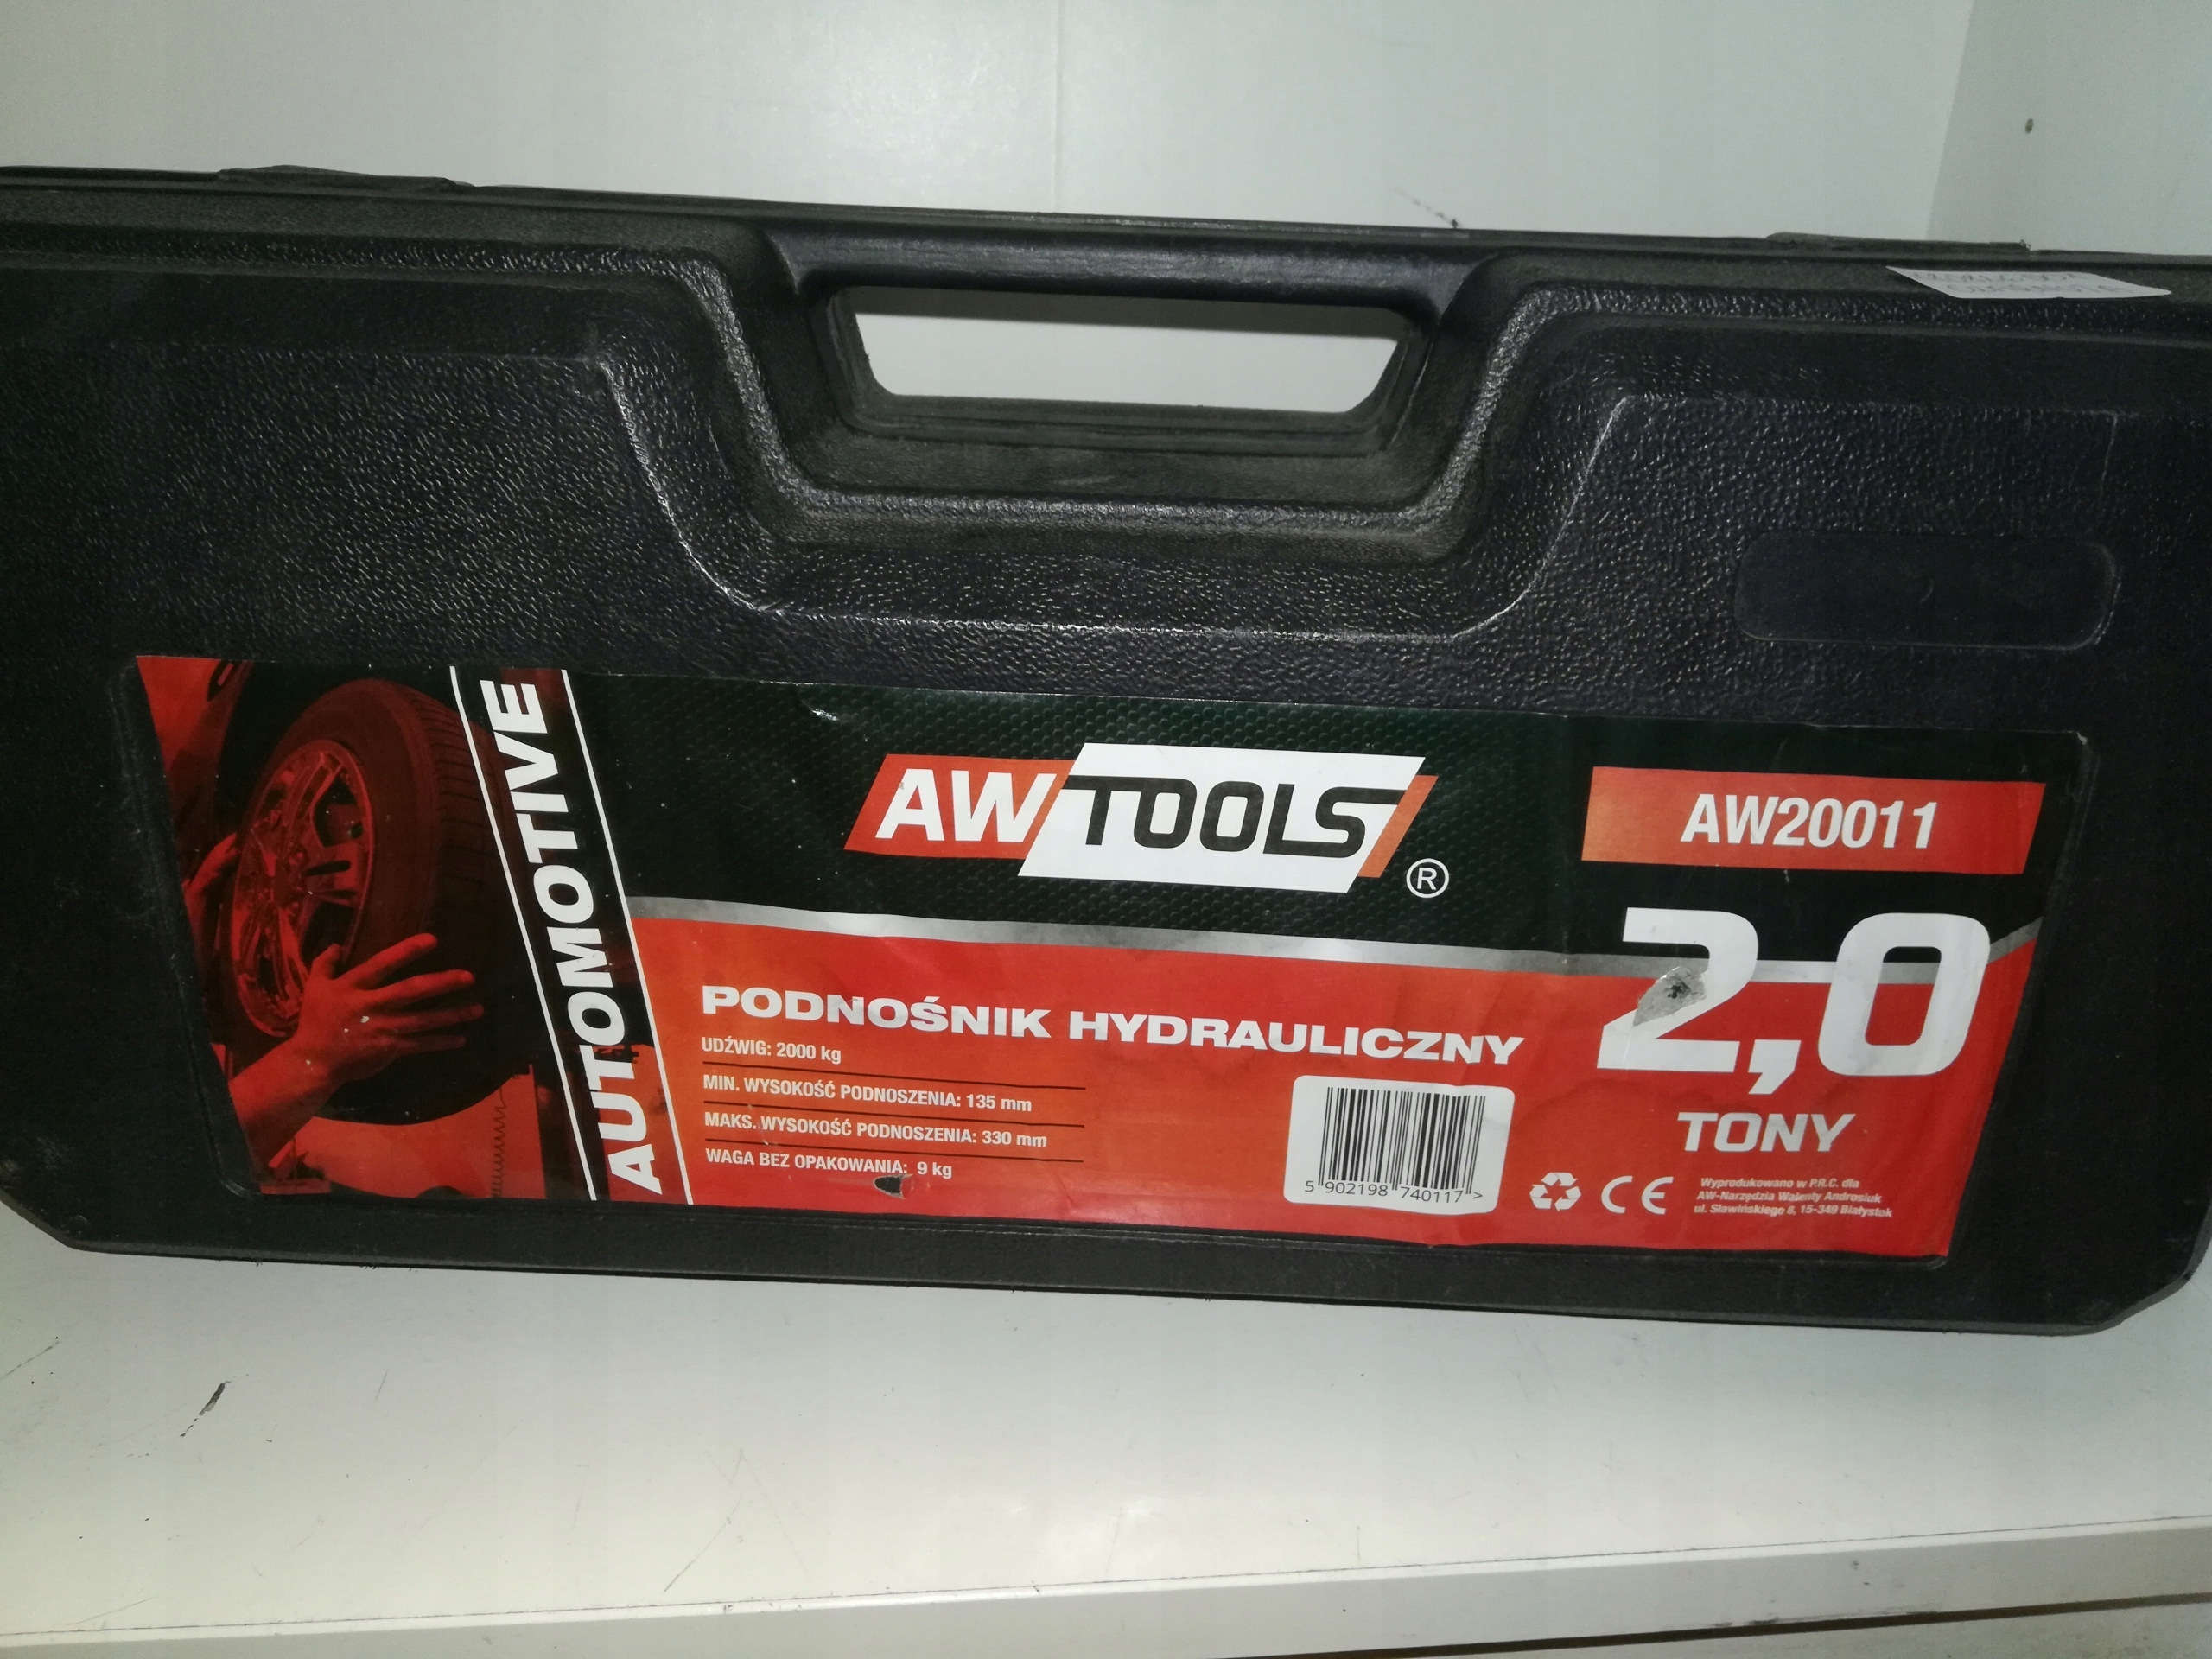 AUTOMOTIVE
AWTOOLS®
AW20011
2,0
TONY
PODNOŚNIK HYDRAULICZNY
UDŹWIG: 2000 kg
MIN. WYSOKOŚĆ PODNOSZENIA: 135 mm
MAKS. WYSOKOŚĆ PODNOSZENIA: 330 mm
WAGA BEZ OPAKOWANIA: 9 kg
5 902198 740117 >
CE
Wyprodukowano w P.R.C. dla
AW-Narzędzia Walenty Androsiuk
ul. Sławińskiego 8, 15-349 Białystok